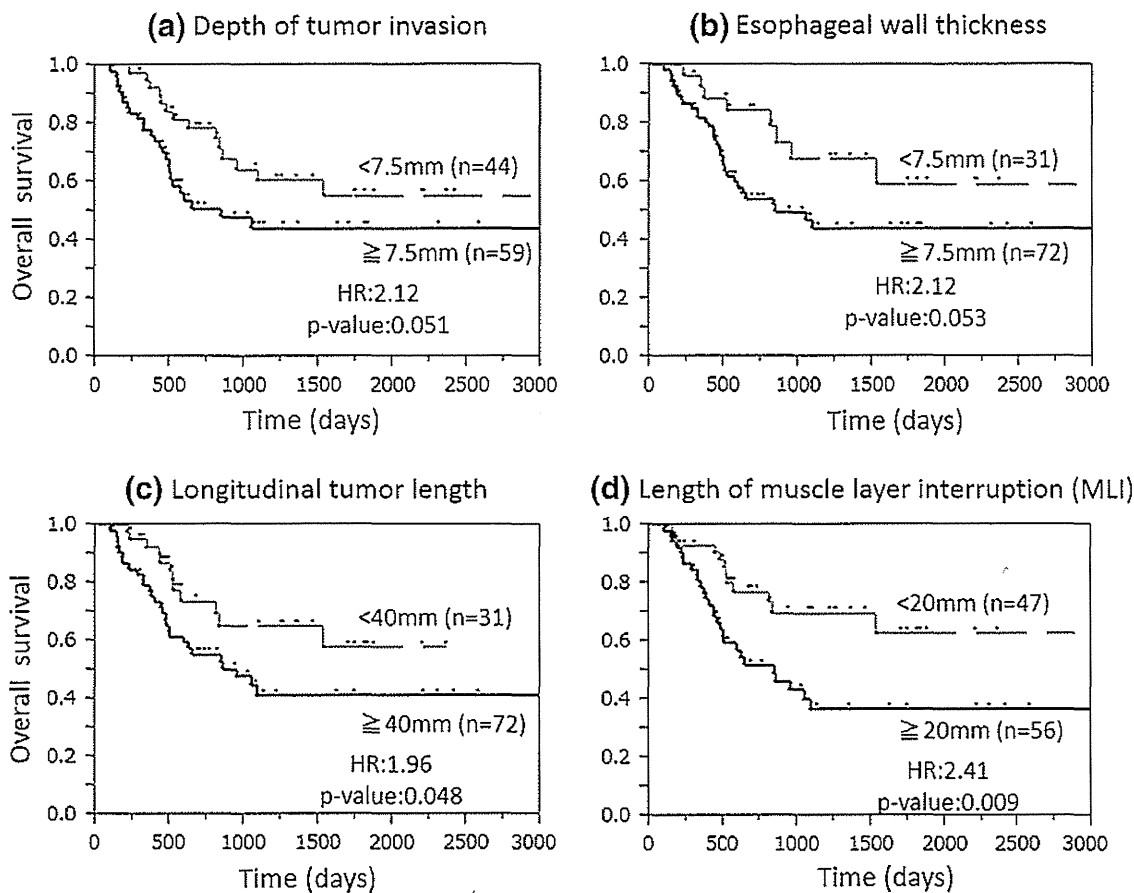 (a) Depth of tumor invasion
Overall survival
1.0
0.8
0.6
0.4
0.2
0.0
<7.5mm (n=44)
≧7.5mm (n=59)
HR:2.12
p-value:0.051
0 500 1000 1500 2000 2500 3000
Time (days)
(b) Esophageal wall thickness
1.0
0.8
0.6
0.4
0.2
0.0
<7.5mm (n=31)
≧7.5mm (n=72)
HR:2.12
p-value:0.053
0 500 1000 1500 2000 2500 3000
Time (days)
(c) Longitudinal tumor length
Overall survival
1.0
0.8
0.6
0.4
0.2
0.0
<40mm (n=31)
≧40mm (n=72)
HR:1.96
p-value:0.048
0 500 1000 1500 2000 2500 3000
Time (days)
(d) Length of muscle layer interruption (MLI)
1.0
0.8
0.6
0.4
0.2
0.0
<20mm (n=47)
≧20mm (n=56)
HR:2.41
p-value:0.009
0 500 1000 1500 2000 2500 3000
Time (days)